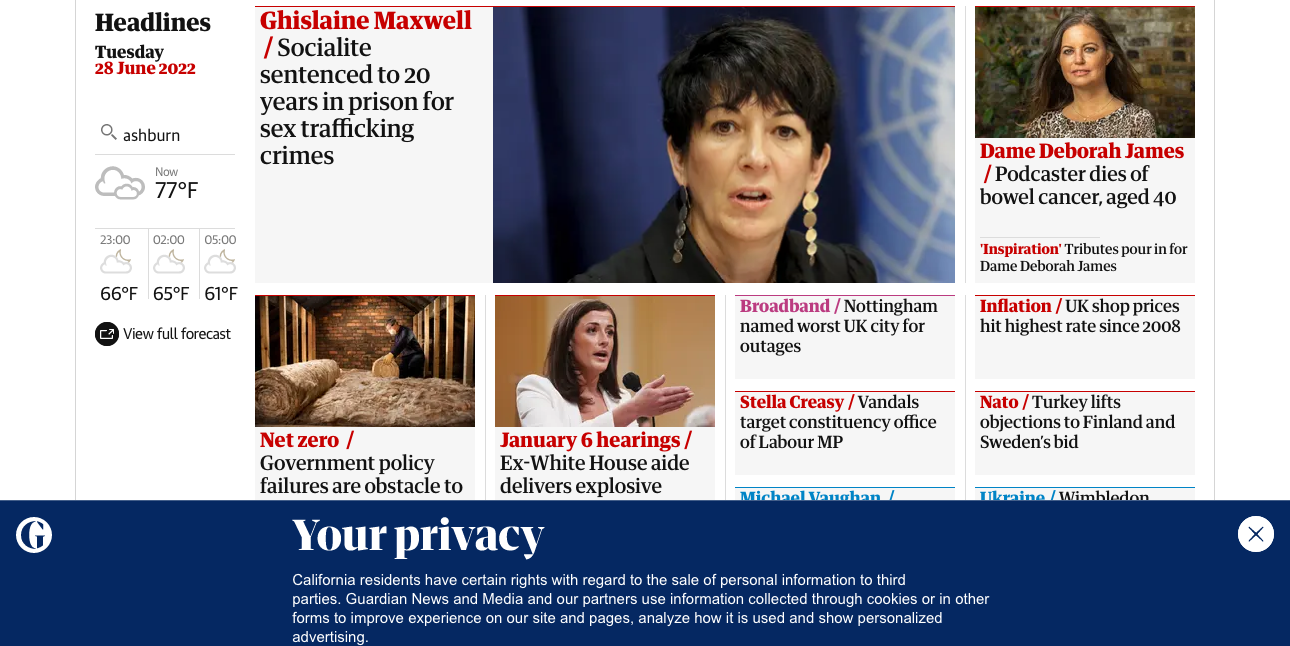 Headlines
Tuesday
28 June 2022
ashburn
Now
77°F
23:00
02:00
05:00
66°F
65°F
61°F
View full forecast
Ghislaine Maxwell
/ Socialite
sentenced to 20
years in prison for
sex trafficking
crimes
Dame Deborah James
/ Podcaster dies of
bowel cancer, aged 40
'Inspiration' Tributes pour in for
Dame Deborah James
Net zero /
Government policy
failures are obstacle to
January 6 hearings /
Ex-White House aide
delivers explosive
Broadband / Nottingham
named worst UK city for
outages
Inflation / UK shop prices
hit highest rate since 2008
Stella Creasy / Vandals
target constituency office
of Labour MP
Nato / Turkey lifts
objections to Finland and
Sweden's bid
Michael Vaughan /
Ukraine / Wimbledon
G
Your privacy
California residents have certain rights with regard to the sale of personal information to third
parties. Guardian News and Media and our partners use information collected through cookies or in other
forms to improve experience on our site and pages, analyze how it is used and show personalized
advertising.